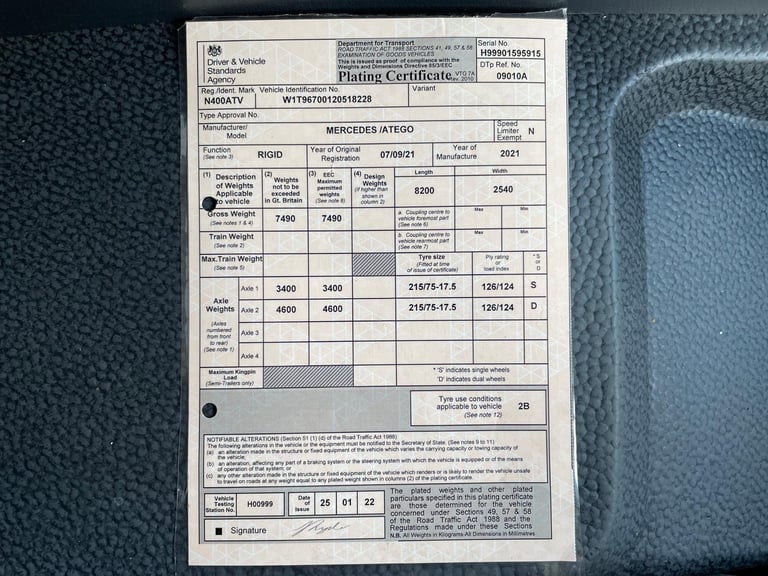 Driver & Vehicle
Standards
Agency
Department for Transport
ROAD TRAFFIC ACT 1988 SECTIONS 41, 49, 57 & 58
EXAMINATION OF GOODS VEHICLES
This is issued as proof of compliance with the
Weights and Dimensions Directive 85/3/EEC
Plating Certificate VTG 7A
Rev. 2010
Serial No.
H99901595915
DTp Ref. No.
09010A
Reg./Ident. Mark
N400ATV
Vehicle Identification No.
W1T96700120518228
Variant
Type Approval No.
Manufacturer/
Model
MERCEDES /ATEGO
Speed
Limiter
Exempt N
Function
(See note 3)
RIGID
Year of Original
Registration
07/09/21
Year of
Manufacture
2021
(1) Description
of Weights
Applicable
to vehicle
(2) Weights
not to be
exceeded
in Gt. Britain
(3) EEC
Maximum
permitted
weights
(See note 8)
(4) Design
Weights
(if higher than
shown in
column 2)
Length
8200
Width
2540
Gross Weight
(See notes 1 & 4)
7490
7490
a. Coupling centre to
vehicle foremost part
(See note 6)
Max
Min
Train Weight
(See note 2)
b. Coupling centre to
vehicle rearmost part
(See note 7)
Max
Min
Max.Train Weight
(See note 5)
Tyre size
(Fitted at time
of issue of certificate)
Ply rating
or
load index
*S
or
D
Axle
Weights
(Axles
numbered
from front
to rear)
(See note 1)
Axle 1
3400
3400
215/75-17.5
126/124
S
Axle 2
4600
4600
215/75-17.5
126/124
D
Axle 3
Axle 4
Maximum Kingpin
Load
(Semi-Trailers only)
* 'S' indicates single wheels
'D' indicates dual wheels
Tyre use conditions
applicable to vehicle
(See note 12)
2B
NOTIFIABLE ALTERATIONS (Section 51 (1) (d) of the Road Traffic Act 1988)
The following alterations in the vehicle or the equipment must be notified to the Secretary of State. (See notes 9 to 11)
(a) an alteration made in the structure or fixed equipment of the vehicle which varies the carrying capacity or towing capacity of
the vehicle;
(b) an alteration, affecting any part of a braking system or the steering system with which the vehicle is equipped or of the means
of operation of that system; or
(c) any other alteration made in the structure or fixed equipment of the vehicle which renders or is likely to render the vehicle unsafe
to travel on roads at any weight equal to any plated weight shown in columns (2) of the plating certificate.
Vehicle
Testing
Station No.
H00999
Date
of
Issue
25
01
22
Signature
The plated weights and other plated
particulars specified in this plating certificate
are those determined for the vehicle
concerned under Sections 49, 57 & 58
of the Road Traffic Act 1988 and the
Regulations made under these Sections
N.B. All Weights in Kilograms-All Dimensions in Millimetres